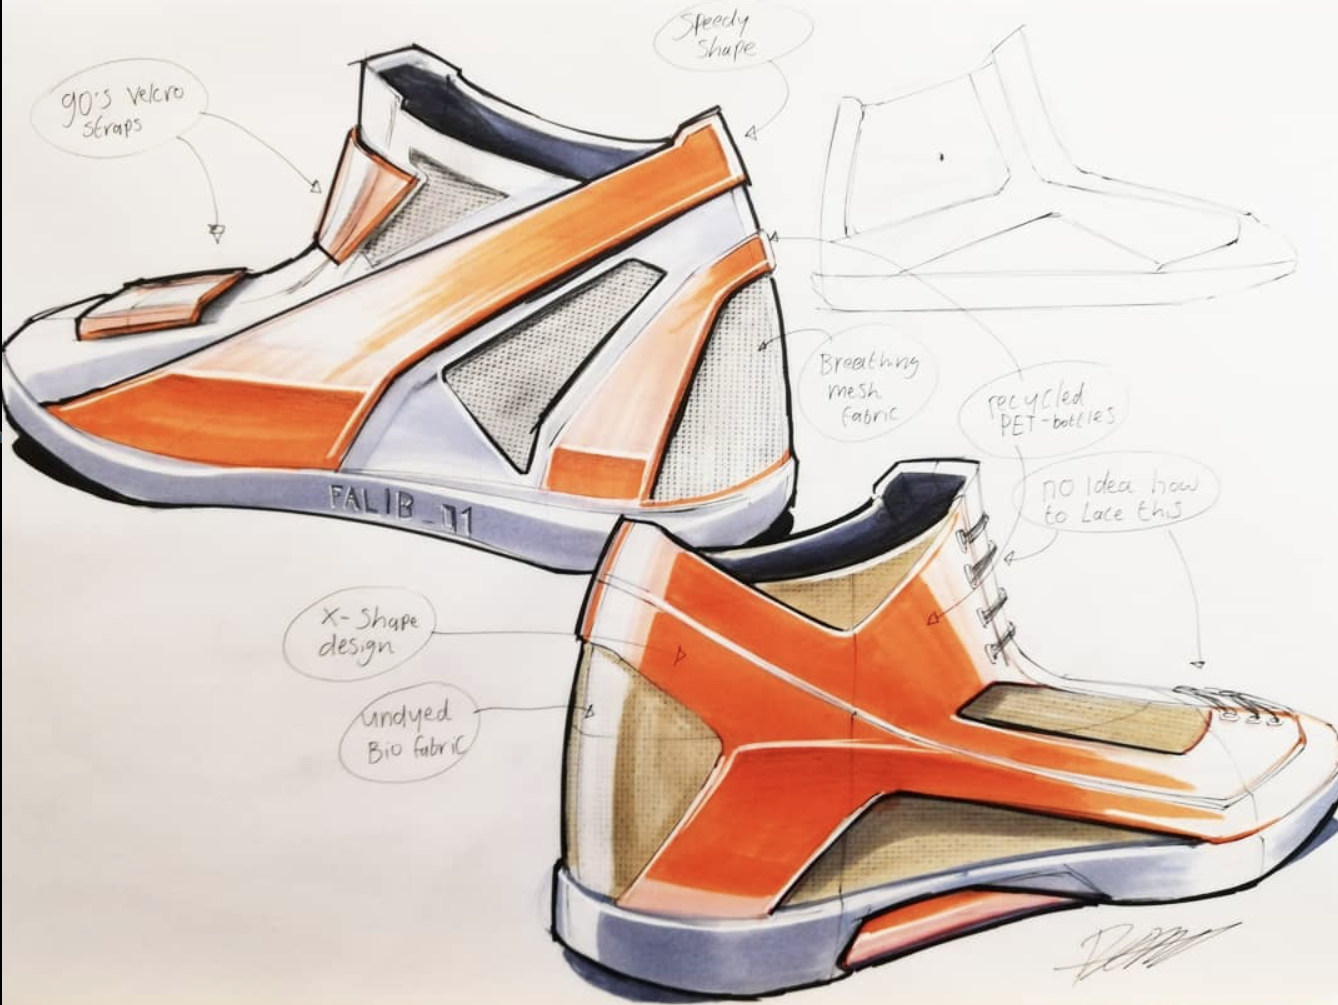 Speedy
Shape
90's Velcro
straps
Breathing
mesh
fabric
recycled
PET-bottles
no Idea how
to Lace this
FALIB_01
X-Shape
design
undyed
Bio fabric